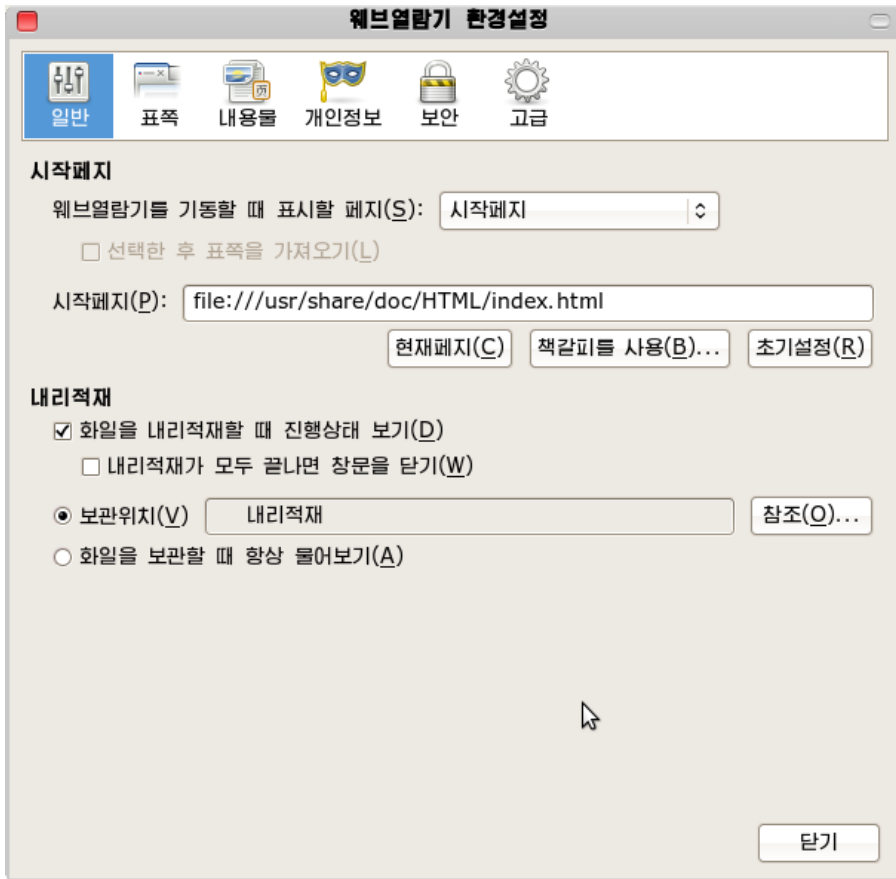 웨브열람기 환경설정
일반 표쪽 내용물 개인정보 보안 고급
시작페지
웨브열람기를 기동할 때 표시할 페지(S): 시작페지
선택한 후 표쪽을 가져오기(L)
시작페지(P): file:///usr/share/doc/HTML/index.html
현재페지(C) 책갈피를 사용(B)... 초기설정(R)
내리적재
화일을 내리적재할 때 진행상태 보기(D)
내리적재가 모두 끝나면 창문을 닫기(W)
보관위치(V) 내리적재 참조(O)...
화일을 보관할 때 항상 물어보기(A)
닫기